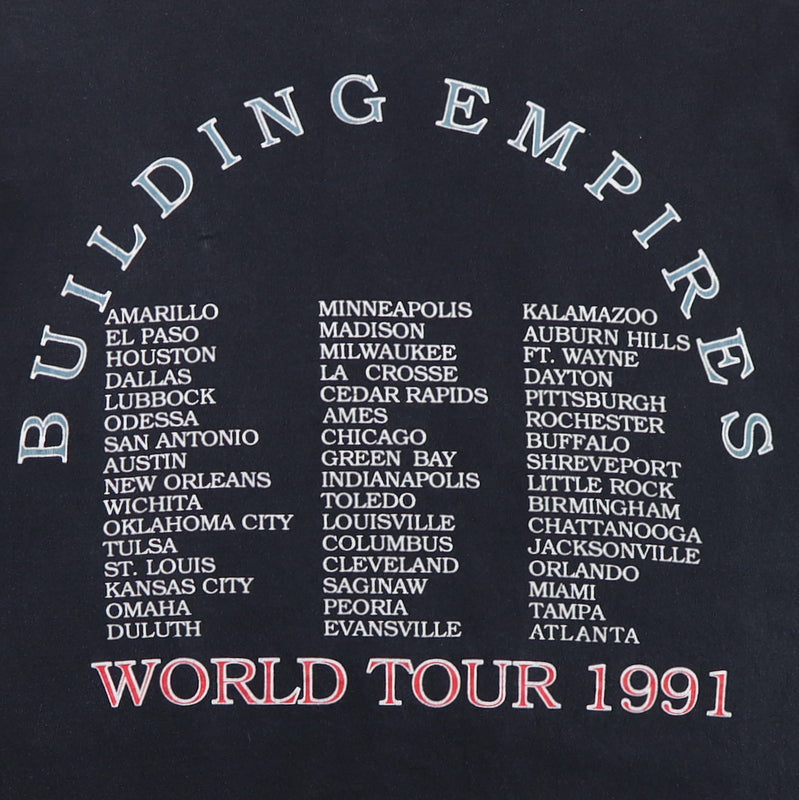 BUILDING EMPIRES
AMARILLO
EL PASO
HOUSTON
DALLAS
LUBBOCK
ODESSA
SAN ANTONIO
AUSTIN
NEW ORLEANS
WICHITA
OKLAHOMA CITY
TULSA
ST. LOUIS
KANSAS CITY
OMAHA
DULUTH
MINNEAPOLIS
MADISON
MILWAUKEE
LA CROSSE
CEDAR RAPIDS
AMES
CHICAGO
GREEN BAY
INDIANAPOLIS
TOLEDO
LOUISVILLE
COLUMBUS
CLEVELAND
SAGINAW
PEORIA
EVANSVILLE
KALAMAZOO
AUBURN HILLS
FT. WAYNE
DAYTON
PITTSBURGH
ROCHESTER
BUFFALO
SHREVEPORT
LITTLE ROCK
BIRMINGHAM
CHATTANOOGA
JACKSONVILLE
ORLANDO
MIAMI
TAMPA
ATLANTA
WORLD TOUR 1991